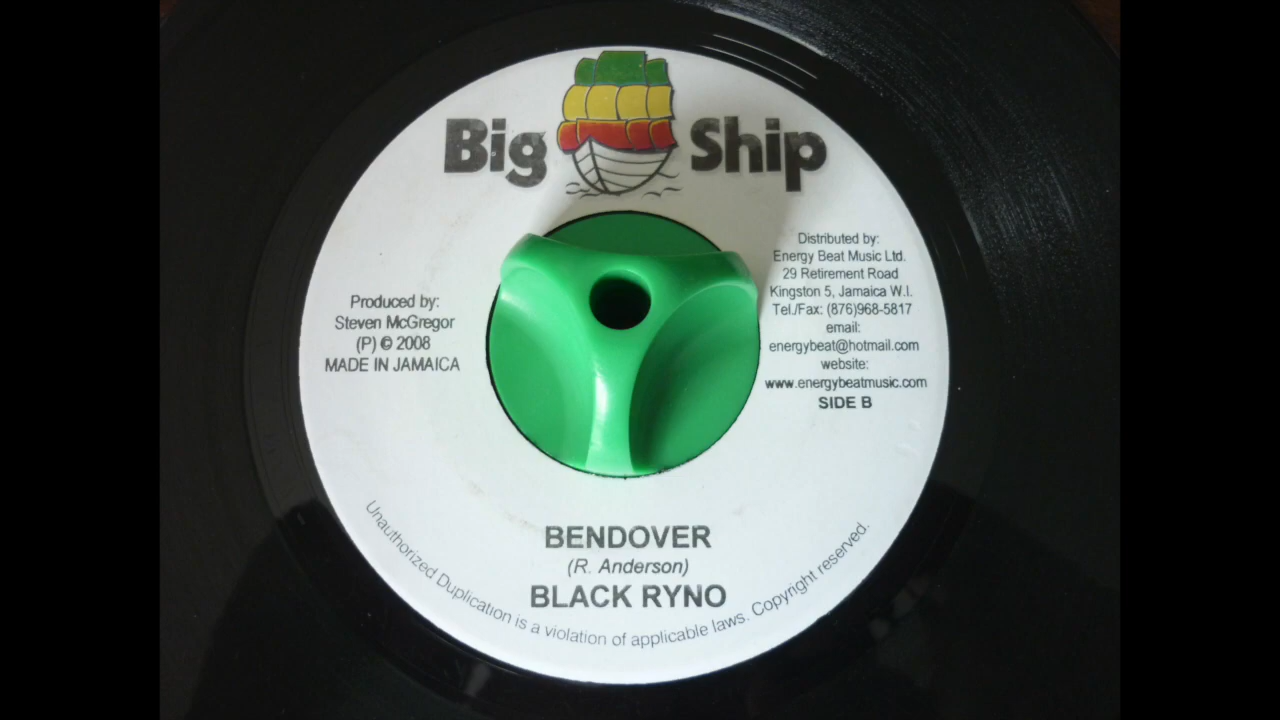 Big Ship
Produced by:
Steven McGregor
(P) © 2008
MADE IN JAMAICA
Distributed by:
Energy Beat Music Ltd.
29 Retirement Road
Kingston 5, Jamaica W.I.
Tel./Fax: (876)968-5817
email:
energybeat@hotmail.com
website:
www.energybeatmusic.com
SIDE B
BENDOVER
(R. Anderson)
BLACK RYNO
Unauthorized Duplication is a violation of applicable laws. Copyright reserved.